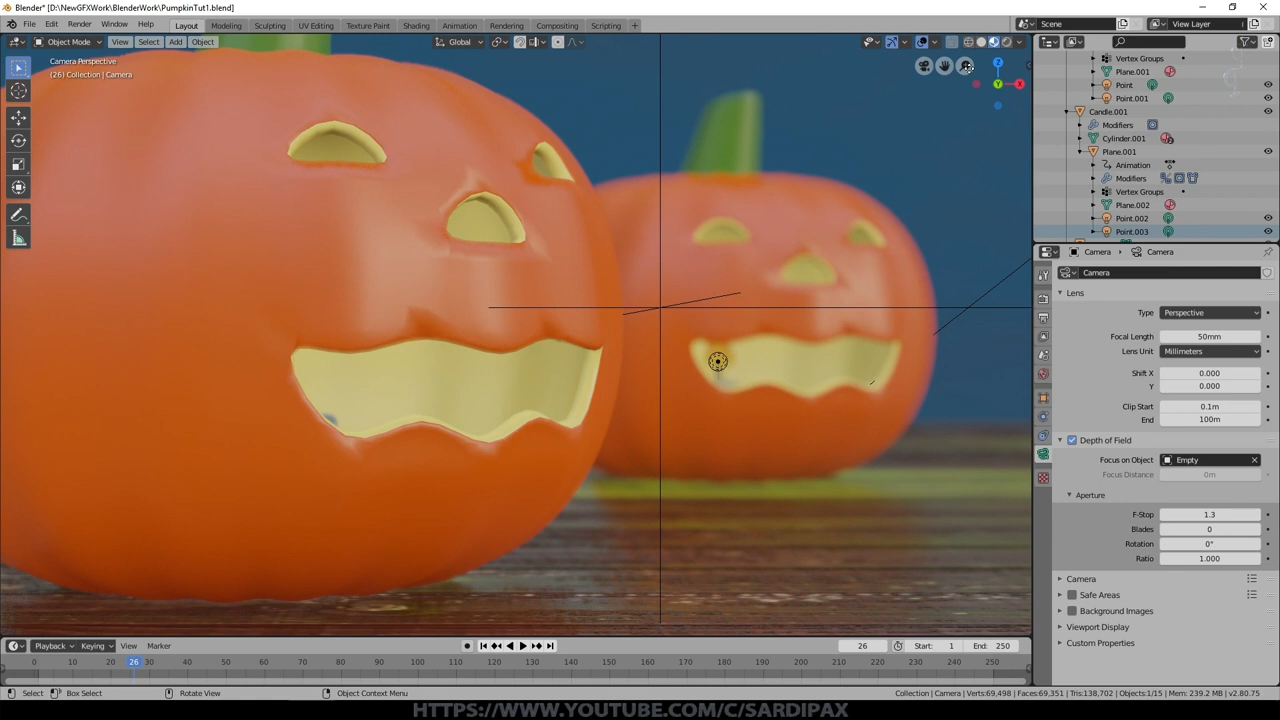 Blender* [D:\NewGFXWork\BlenderWork\PumpkinTut1.blend]
File Edit Render Window Help Layout Modeling Sculpting UV Editing Texture Paint Shading Animation Rendering Compositing Scripting + Scene View Layer
Object Mode View Select Add Object Global
Camera Perspective
(26) Collection | Camera
Z
Y X
Vertex Groups
Plane.001
Point
Point.001
Candle.001
Modifiers
Cylinder.001
Plane.001
Animation
Modifiers
Vertex Groups
Plane.002
Point.002
Point.003
Camera Camera
Camera
Lens
Type Perspective
Focal Length 50mm
Lens Unit Millimeters
Shift X 0.000
Y 0.000
Clip Start 0.1m
End 100m
Depth of Field
Focus on Object Empty
Focus Distance 0m
Aperture
F-Stop 1.3
Blades 0
Rotation 0°
Ratio 1.000
Camera
Safe Areas
Background Images
Viewport Display
Custom Properties
Playback Keying View Marker 26 Start: 1 End: 250
0 10 20 26 30 40 50 60 70 80 90 100 110 120 130 140 150 160 170 180 190 200 210 220 230 240 250
Select Box Select Rotate View Object Context Menu Collection | Camera | Verts:69,498 | Faces:69,351 | Tris:138,702 | Objects:1/15 | Mem: 239.2 MB | v2.80.75
HTTPS://WWW.YOUTUBE.COM/C/SARDIPAX